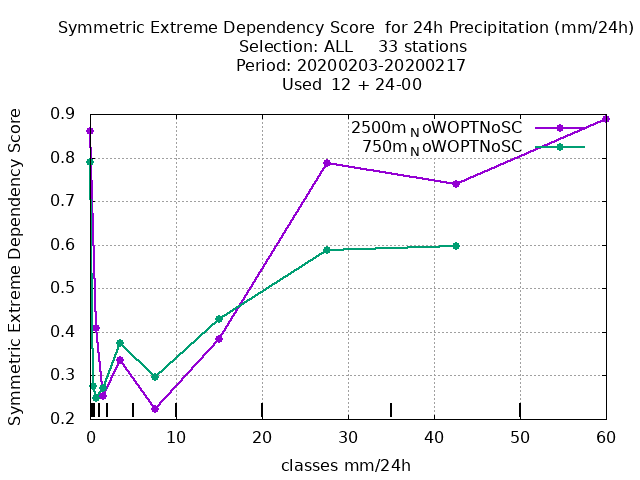 Symmetric Extreme Dependency Score  for 24h Precipitation (mm/24h)
Selection: ALL     33 stations
Period: 20200203-20200217
Used  12 + 24-00
Symmetric Extreme Dependency Score
0.9
0.8
0.7
0.6
0.5
0.4
0.3
0.2
2500m_NoWOPTNoSC
750m_NoWOPTNoSC
0 10 20 30 40 50 60
classes mm/24h